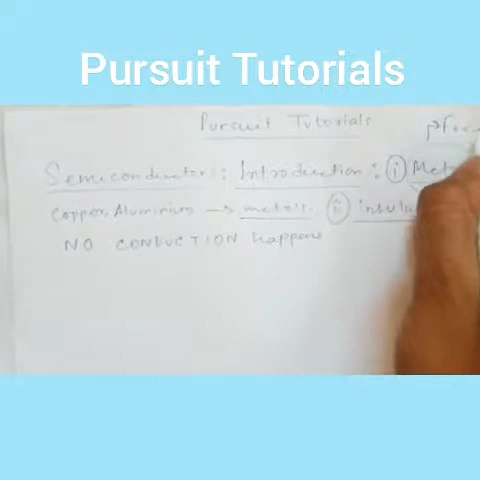 Pursuit Tutorials
Pursuit Tutorials
Semiconductor: Introduction: (i) Met
Copper, Aluminium → metals. (ii) insula
NO CONDUCTION happens